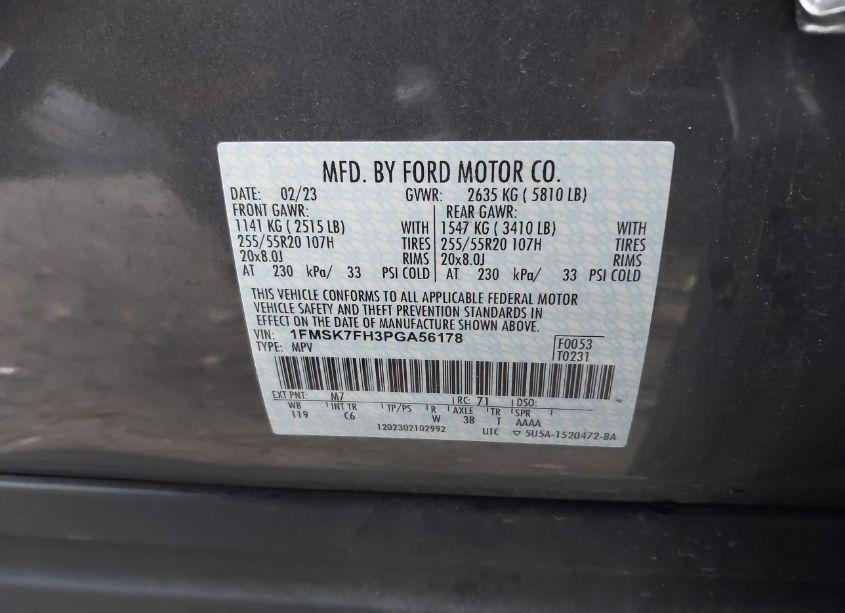 MFD. BY FORD MOTOR CO.
DATE: 02/23 GVWR: 2635 KG ( 5810 LB)
FRONT GAWR: REAR GAWR:
1141 KG ( 2515 LB) WITH 1547 KG ( 3410 LB) WITH
255/55R20 107H TIRES 255/55R20 107H TIRES
20x8.0J RIMS 20x8.0J RIMS
AT 230 kPa/ 33 PSI COLD AT 230 kPa/ 33 PSI COLD
THIS VEHICLE CONFORMS TO ALL APPLICABLE FEDERAL MOTOR
VEHICLE SAFETY AND THEFT PREVENTION STANDARDS IN
EFFECT ON THE DATE OF MANUFACTURE SHOWN ABOVE.
VIN: 1FMSK7FH3PGA56178 F0053
TYPE: MPV T0231
EXT PNT: M7 RC: 71 DSO:
WB INT TR TP/PS R AXLE TR SPR
119 C6 W 3B T AAAA
1202302102992 UTC ▽ 5U5A-1520472-BA